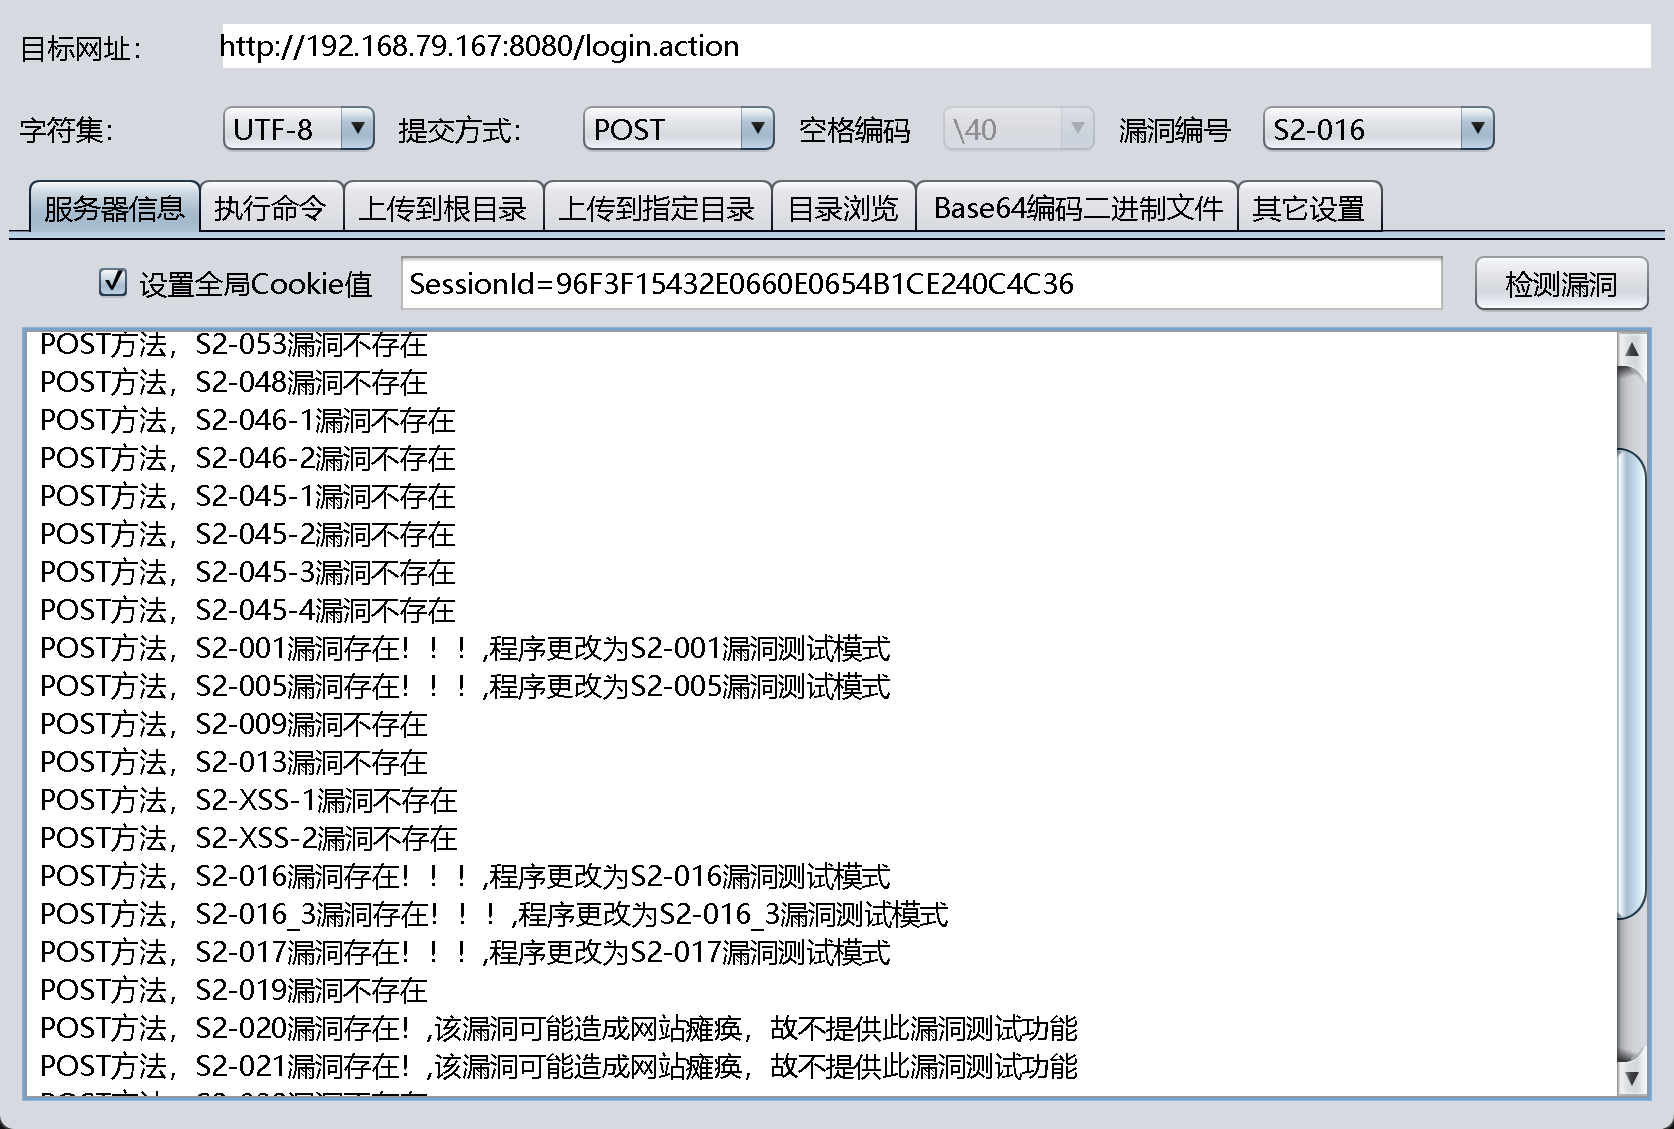 目标网址： http://192.168.79.167:8080/login.action
字符集： UTF-8 提交方式： POST 空格编码 \40 漏洞编号 S2-016
服务器信息 执行命令 上传到根目录 上传到指定目录 目录浏览 Base64编码二进制文件 其它设置
设置全局Cookie值 SessionId=96F3F15432E0660E0654B1CE240C4C36 检测漏洞
POST方法，S2-053漏洞不存在
POST方法，S2-048漏洞不存在
POST方法，S2-046-1漏洞不存在
POST方法，S2-046-2漏洞不存在
POST方法，S2-045-1漏洞不存在
POST方法，S2-045-2漏洞不存在
POST方法，S2-045-3漏洞不存在
POST方法，S2-045-4漏洞不存在
POST方法，S2-001漏洞存在！！！,程序更改为S2-001漏洞测试模式
POST方法，S2-005漏洞存在！！！,程序更改为S2-005漏洞测试模式
POST方法，S2-009漏洞不存在
POST方法，S2-013漏洞不存在
POST方法，S2-XSS-1漏洞不存在
POST方法，S2-XSS-2漏洞不存在
POST方法，S2-016漏洞存在！！！,程序更改为S2-016漏洞测试模式
POST方法，S2-016_3漏洞存在！！！,程序更改为S2-016_3漏洞测试模式
POST方法，S2-017漏洞存在！！！,程序更改为S2-017漏洞测试模式
POST方法，S2-019漏洞不存在
POST方法，S2-020漏洞存在！,该漏洞可能造成网站瘫痪，故不提供此漏洞测试功能
POST方法，S2-021漏洞存在！,该漏洞可能造成网站瘫痪，故不提供此漏洞测试功能